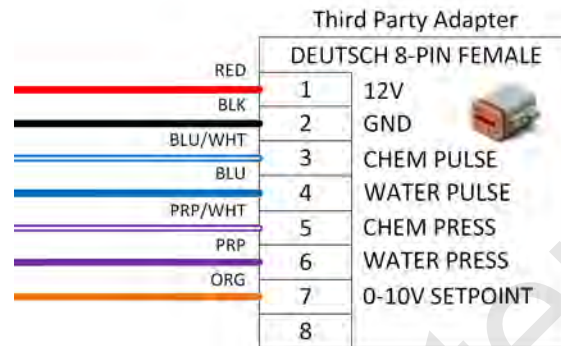 Third Party Adapter
DEUTSCH 8-PIN FEMALE
RED
1 12V
BLK
2 GND
BLU/WHT
3 CHEM PULSE
BLU
4 WATER PULSE
PRP/WHT
5 CHEM PRESS
PRP
6 WATER PRESS
ORG
7 0-10V SETPOINT
8